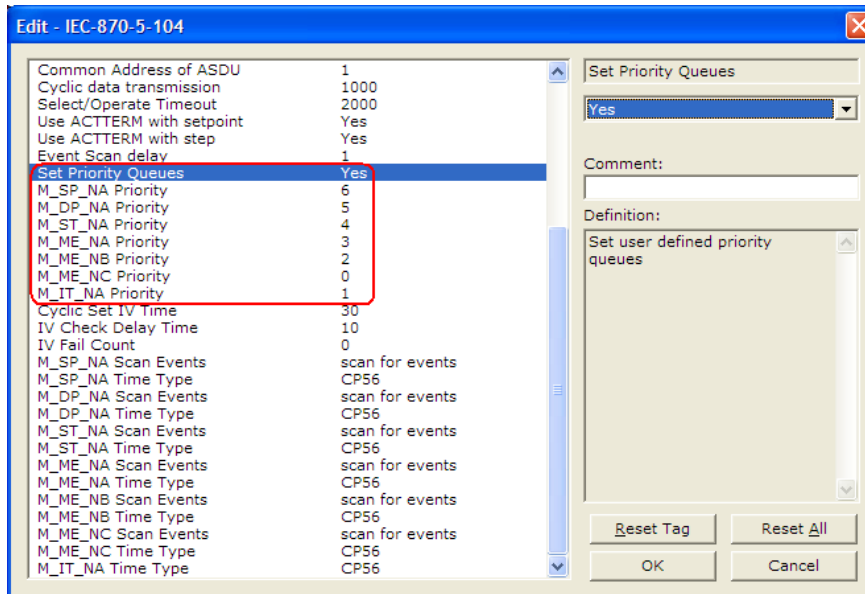 Edit - IEC-870-5-104
Common Address of ASDU 1
Cyclic data transmission 1000
Select/Operate Timeout 2000
Use ACTTERM with setpoint Yes
Use ACTTERM with step Yes
Event Scan delay 1
Set Priority Queues Yes
M_SP_NA Priority 6
M_DP_NA Priority 5
M_ST_NA Priority 4
M_ME_NA Priority 3
M_ME_NB Priority 2
M_ME_NC Priority 0
M_IT_NA Priority 1
Cyclic Set IV Time 30
IV Check Delay Time 10
IV Fail Count 0
M_SP_NA Scan Events scan for events
M_SP_NA Time Type CP56
M_DP_NA Scan Events scan for events
M_DP_NA Time Type CP56
M_ST_NA Scan Events scan for events
M_ST_NA Time Type CP56
M_ME_NA Scan Events scan for events
M_ME_NA Time Type CP56
M_ME_NB Scan Events scan for events
M_ME_NB Time Type CP56
M_ME_NC Scan Events scan for events
M_ME_NC Time Type CP56
M_IT_NA Time Type CP56
Set Priority Queues
Yes
Comment:
Definition:
Set user defined priority
queues
Reset Tag Reset All
OK Cancel